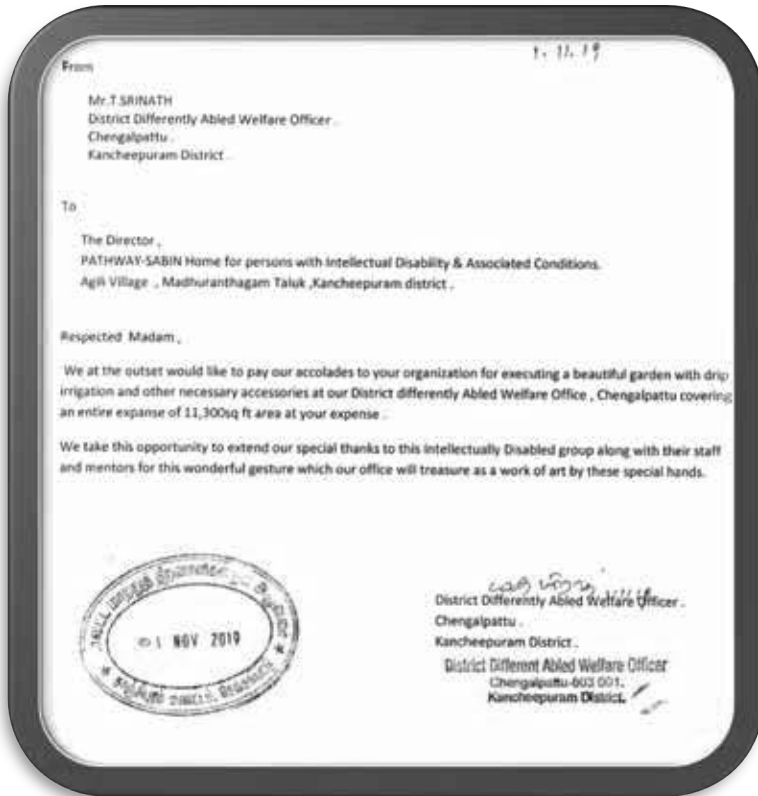 1. 11. 19
From
Mr.T.SRINATH
District Differently Abled Welfare Officer .
Chengalpattu .
Kancheepuram District .
To
The Director ,
PATHWAY-SABIN Home for persons with Intellectual Disability & Associated Conditions.
Agili Village , Madhuranthagam Taluk ,Kancheepuram district .
Respected Madam ,
We at the outset would like to pay our accolades to your organization for executing a beautiful garden with drip
irrigation and other necessary accessories at our District differently Abled Welfare Office , Chengalpattu covering
an entire expanse of 11,300sq ft area at your expense .
We take this opportunity to extend our special thanks to this Intellectually Disabled group along with their staff
and mentors for this wonderful gesture which our office will treasure as a work of art by these special hands.
01 NOV 2019
District Differently Abled Welfare Officer .
Chengalpattu .
Kancheepuram District .
District Different Abled Welfare Officer
Chengalpattu-603 001.
Kancheepuram District.